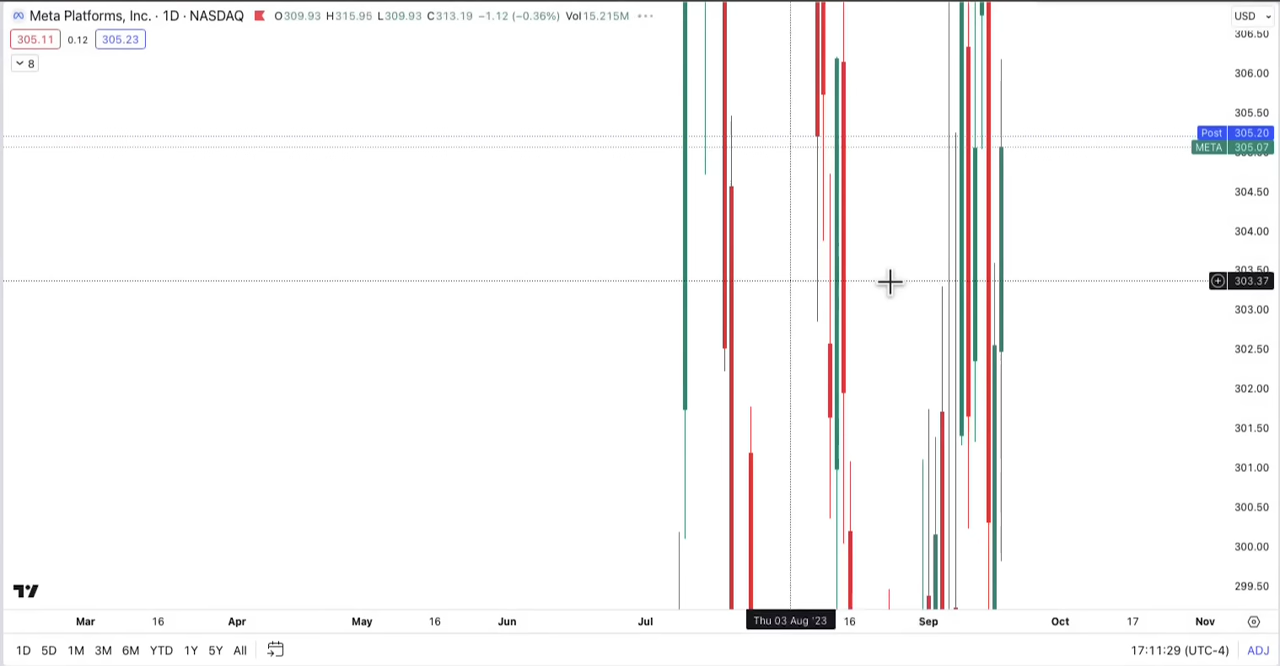 Meta Platforms, Inc. · 1D · NASDAQ O309.93 H315.95 L309.93 C313.19 −1.12 (−0.36%) Vol15.215M USD
305.11 0.12 305.23
8
306.50
306.00
305.50
Post 305.20
META 305.07
304.50
304.00
303.50
303.37
303.00
302.50
302.00
301.50
301.00
300.50
300.00
299.50
Mar 16 Apr May 16 Jun Jul Thu 03 Aug '23 16 Sep Oct 17 Nov
1D 5D 1M 3M 6M YTD 1Y 5Y All 17:11:29 (UTC-4) ADJ